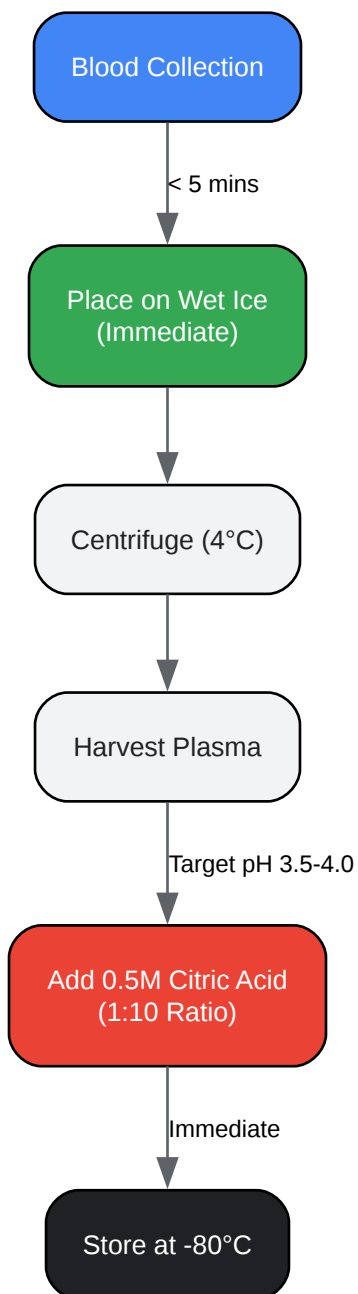 Blood Collection
< 5 mins
Place on Wet Ice
(Immediate)
Centrifuge (4°C)
Harvest Plasma
Target pH 3.5-4.0
Add 0.5M Citric Acid
(1:10 Ratio)
Immediate
Store at -80°C